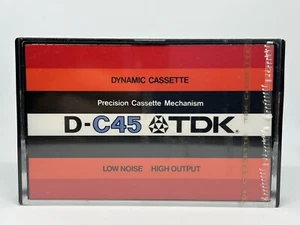 DYNAMIC CASSETTE
Precision Cassette Mechanism
D-C45 TDK.
LOW NOISE HIGH OUTPUT